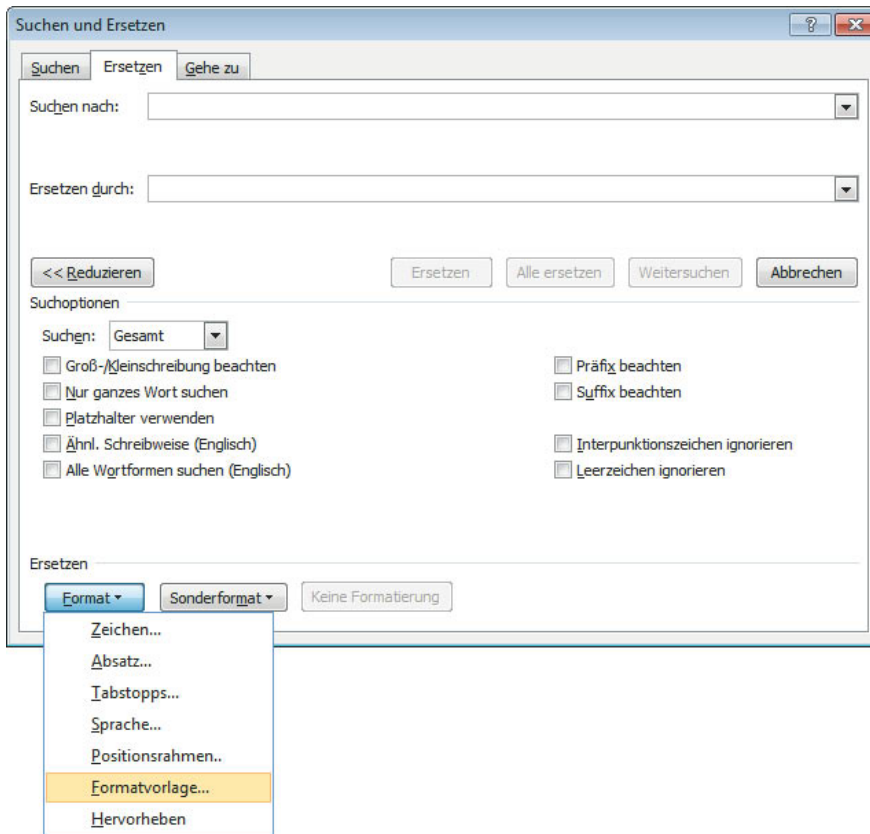 Suchen und Ersetzen
Suchen Ersetzen Gehe zu
Suchen nach:
Ersetzen durch:
<< Reduzieren Ersetzen Alle ersetzen Weitersuchen Abbrechen
Suchoptionen
Suchen: Gesamt
Groß-/Kleinschreibung beachten Präfix beachten
Nur ganzes Wort suchen Suffix beachten
Platzhalter verwenden
Ähnl. Schreibweise (Englisch) Interpunktionszeichen ignorieren
Alle Wortformen suchen (Englisch) Leerzeichen ignorieren
Ersetzen
Format Sonderformat Keine Formatierung
Zeichen...
Absatz...
Tabstopps...
Sprache...
Positionsrahmen..
Formatvorlage...
Hervorheben